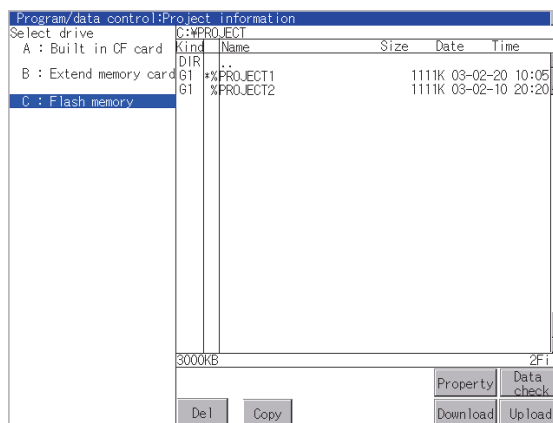 Program/data control:Project information
Select drive
A : Built in CF card
B : Extend memory card
C : Flash memory
C:¥PROJECT
Kind Name Size Date Time
DIR ..
G1 *%PROJECT1 1111K 03-02-20 10:05
G1 %PROJECT2 1111K 03-02-10 20:20
3000KB 2Fi
Property Data check
Del Copy Download Upload